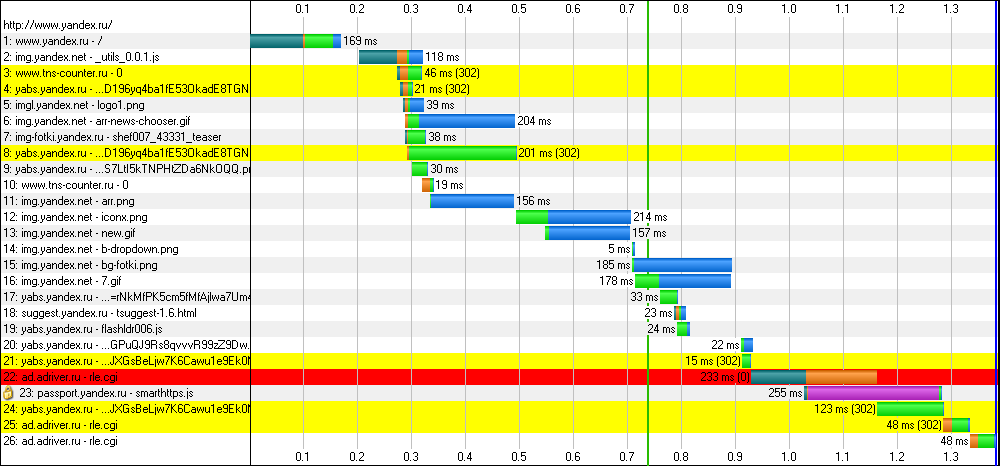 0.1 0.2 0.3 0.4 0.5 0.6 0.7 0.8 0.9 1.0 1.1 1.2 1.3
http://www.yandex.ru/
1: www.yandex.ru - / 169 ms
2: img.yandex.net - _utils_0.0.1.js 118 ms
3: www.tns-counter.ru - 0 46 ms (302)
4: yabs.yandex.ru - ...D196yq4ba1fE53OkadE8TGN 21 ms (302)
5: imgl.yandex.net - logo1.png 39 ms
6: img.yandex.net - arr-news-chooser.gif 204 ms
7: img-fotki.yandex.ru - shef007_43331_teaser 38 ms
8: yabs.yandex.ru - ...D196yq4ba1fE53OkadE8TGN 201 ms (302)
9: yabs.yandex.ru - ...S7LtI5kTNPHtZDa6NkOQQ.p 30 ms
10: www.tns-counter.ru - 0 19 ms
11: img.yandex.net - arr.png 156 ms
12: img.yandex.net - iconx.png 214 ms
13: img.yandex.net - new.gif 157 ms
14: img.yandex.net - b-dropdown.png 5 ms
15: img.yandex.net - bg-fotki.png 185 ms
16: img.yandex.net - 7.gif 178 ms
17: yabs.yandex.ru - ...=rNkMfPK5cm5fMfAjlwa7Um 33 ms
18: suggest.yandex.ru - tsuggest-1.6.html 23 ms
19: yabs.yandex.ru - flashldr006.js 24 ms
20: yabs.yandex.ru - ...GPuQJ9Rs8qvvvR99zZ9Dw. 22 ms
21: yabs.yandex.ru - ...JXGsBeLjw7K6Cawu1e9Ek0N 15 ms (302)
22: ad.adriver.ru - rle.cgi 233 ms (0)
23: passport.yandex.ru - smarthttps.js 255 ms
24: yabs.yandex.ru - ...JXGsBeLjw7K6Cawu1e9Ek0N 123 ms (302)
25: ad.adriver.ru - rle.cgi 48 ms (302)
26: ad.adriver.ru - rle.cgi 48 ms
0.1 0.2 0.3 0.4 0.5 0.6 0.7 0.8 0.9 1.0 1.1 1.2 1.3